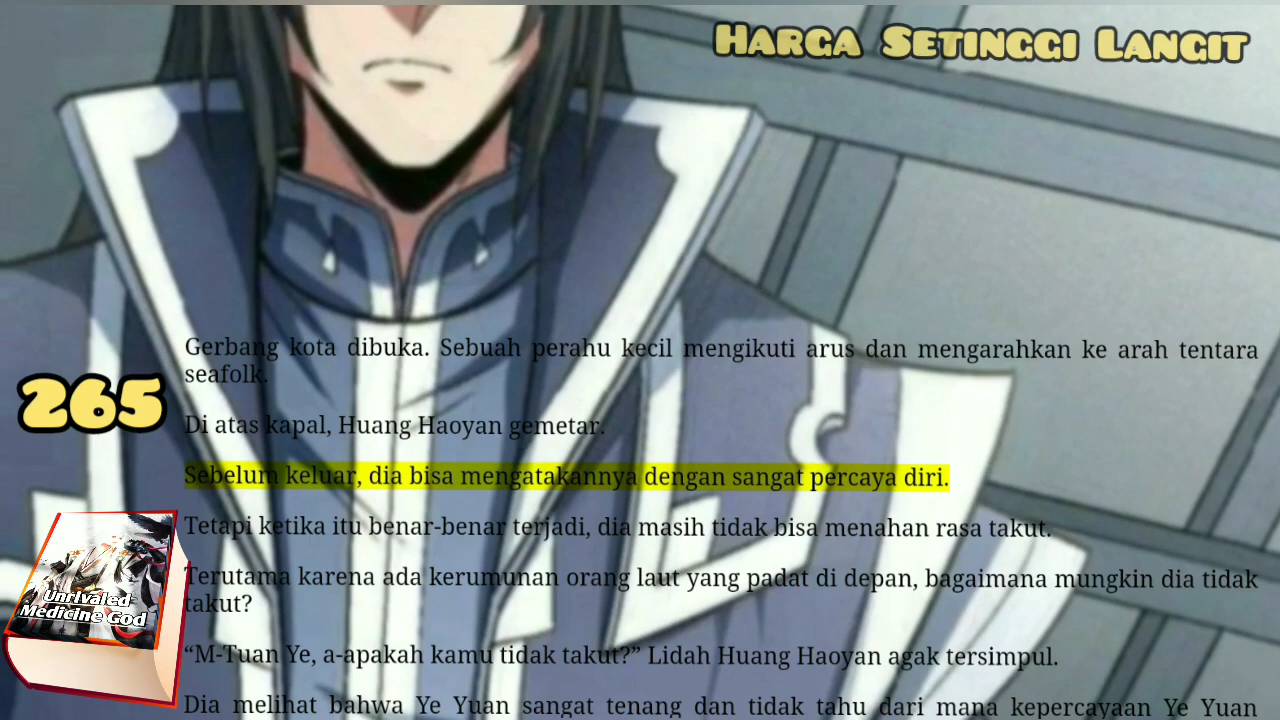 Harga Setinggi Langit
Gerbang kota dibuka. Sebuah perahu kecil mengikuti arus dan mengarahkan ke arah tentara
seafolk.
265
Di atas kapal, Huang Haoyan gemetar.
Sebelum keluar, dia bisa mengatakannya dengan sangat percaya diri.
Tetapi ketika itu benar-benar terjadi, dia masih tidak bisa menahan rasa takut.
Terutama karena ada kerumunan orang laut yang padat di depan, bagaimana mungkin dia tidak
takut?
Unrivaled
Medicine God
“M-Tuan Ye, a-apakah kamu tidak takut?” Lidah Huang Haoyan agak tersimpul.
Dia melihat bahwa Ye Yuan sangat tenang dan tidak tahu dari mana kepercayaan Ye Yuan